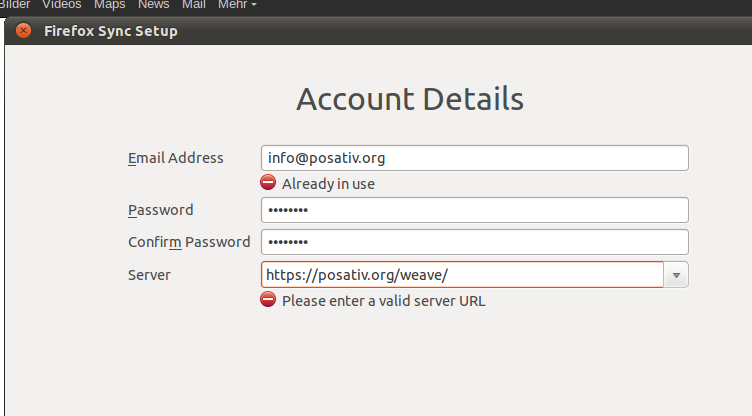 Bilder Videos Maps News Mail Mehr
Firefox Sync Setup
Account Details
Email Address info@posativ.org
Already in use
Password ••••••••
Confirm Password ••••••••
Server https://posativ.org/weave/
Please enter a valid server URL